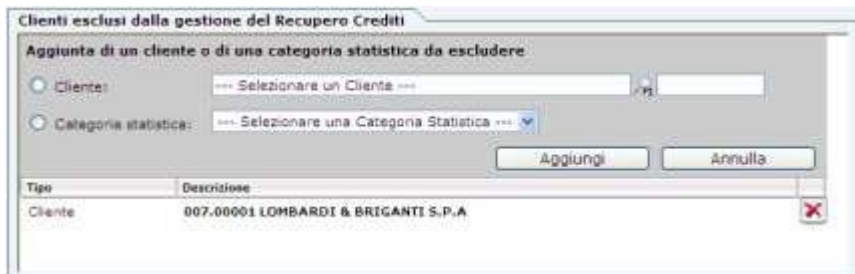 Clienti esclusi dalla gestione del Recupero Crediti
Aggiunta di un cliente o di una categoria statistica da escludere
Cliente: --- Selezionare un Cliente ---
Categoria statistica: --- Selezionare una Categoria Statistica ---
Aggiungi Annulla
Tipo Descrizione
Cliente 007.00001 LOMBARDI & BRIGANTI S.P.A